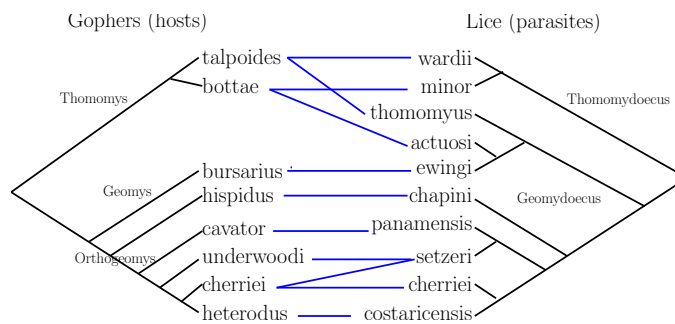 Gophers (hosts)
Lice (parasites)
talpoides
wardii
bottae
minor
Thomomys
Thomomydoecus
thomomyus
actuosi
bursarius
ewingi
Geomys
hispidus
chapini
Geomydoecus
cavator
panamensis
Orthogeomys
underwoodi
setzeri
cherriei
cherriei
heterodus
costaricensis